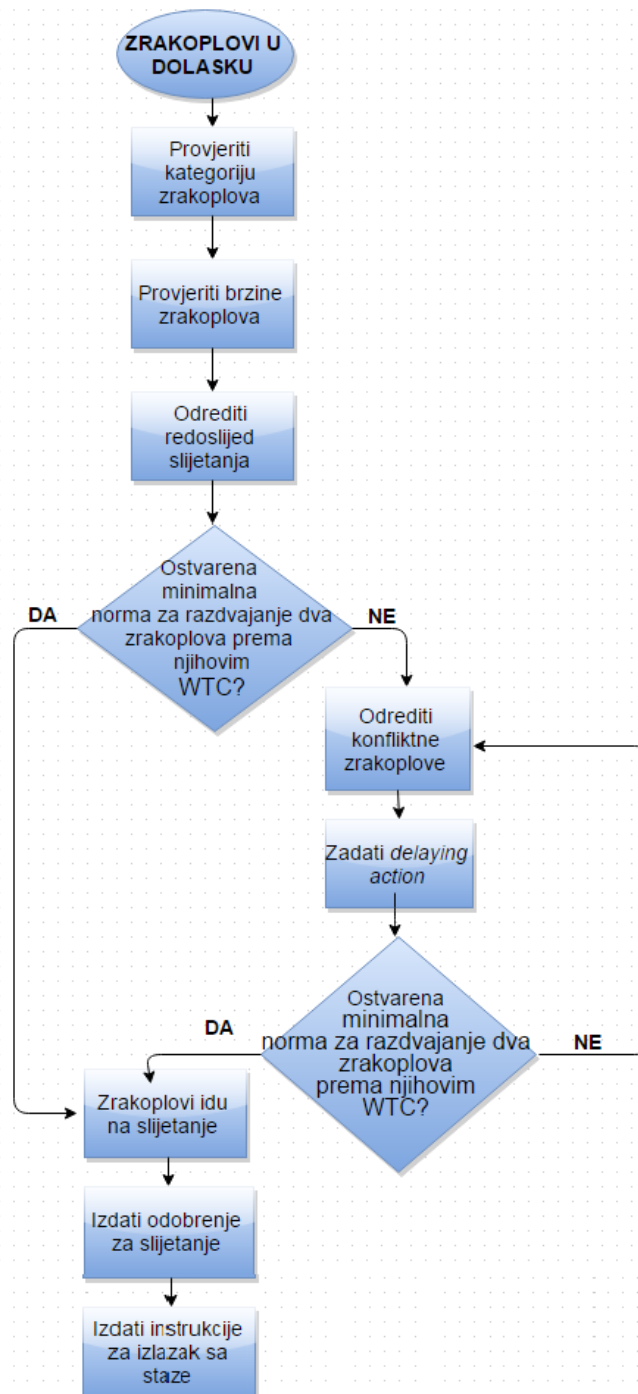 ZRAKOPLOVI U
DOLASKU
Provjeriti
kategoriju
zrakoplova
Provjeriti brzine
zrakoplova
Odrediti
redoslijed
slijetanja
Ostvarena
minimalna
norma za razdvajanje dva
zrakoplova prema
njihovim
WTC?
DA
NE
Odrediti
konfliktne
zrakoplove
Zadati delaying
action
Ostvarena
minimalna
norma za razdvajanje dva
zrakoplova
prema njihovim
WTC?
DA
NE
Zrakoplovi idu
na slijetanje
Izdati odobrenje
za slijetanje
Izdati instrukcije
za izlazak sa
staze